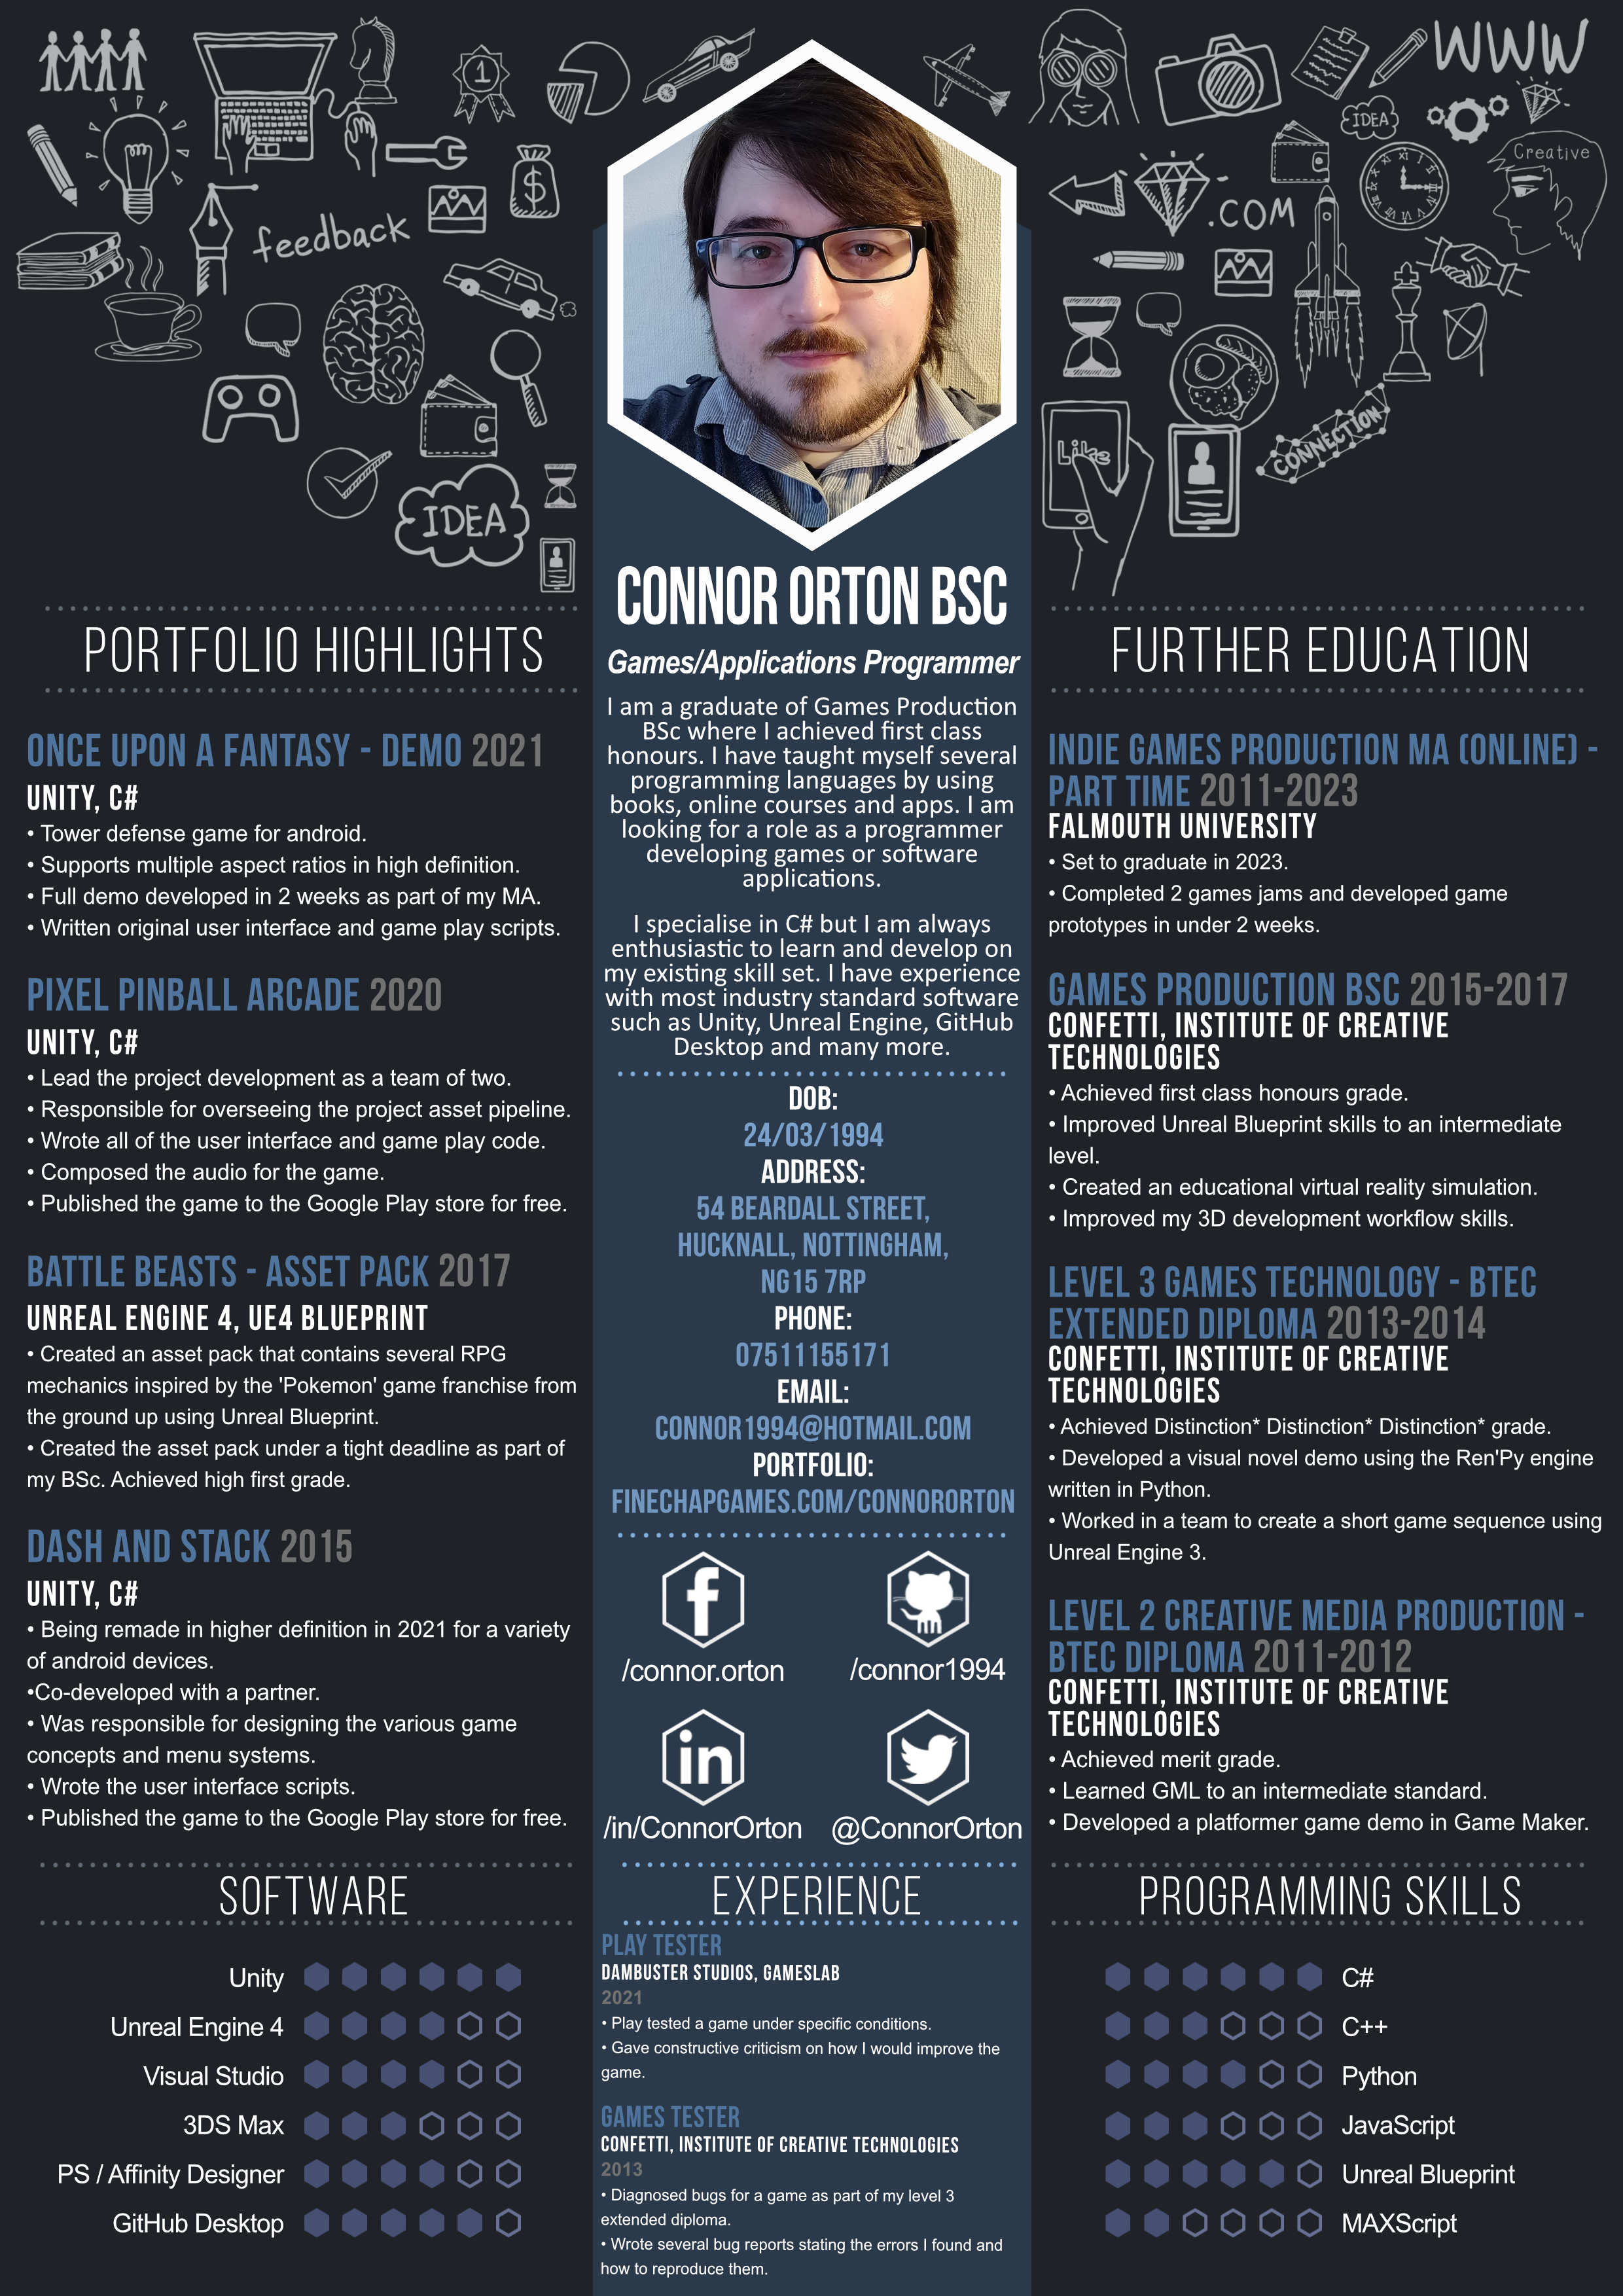 WWW
IDEA
Creative
.COM
feedback
Like
CONNECTION
IDEA
1
$
CONNOR ORTON BSC
Games/Applications Programmer
I am a graduate of Games Production
BSc where I achieved first class
honours. I have taught myself several
programming languages by using
books, online courses and apps. I am
looking for a role as a programmer
developing games or software
applications.
I specialise in C# but I am always
enthusiastic to learn and develop on
my existing skill set. I have experience
with most industry standard software
such as Unity, Unreal Engine, GitHub
Desktop and many more.
DOB:
24/03/1994
ADDRESS:
54 BEARDALL STREET,
HUCKNALL, NOTTINGHAM,
NG15 7RP
PHONE:
07511155171
EMAIL:
CONNOR1994@HOTMAIL.COM
PORTFOLIO:
FINECHAPGAMES.COM/CONNORORTON
f
/connor.orton
/connor1994
in
/in/ConnorOrton
@ConnorOrton
PORTFOLIO HIGHLIGHTS
ONCE UPON A FANTASY - DEMO 2021
UNITY, C#
• Tower defense game for android.
• Supports multiple aspect ratios in high definition.
• Full demo developed in 2 weeks as part of my MA.
• Written original user interface and game play scripts.
PIXEL PINBALL ARCADE 2020
UNITY, C#
• Lead the project development as a team of two.
• Responsible for overseeing the project asset pipeline.
• Wrote all of the user interface and game play code.
• Composed the audio for the game.
• Published the game to the Google Play store for free.
BATTLE BEASTS - ASSET PACK 2017
UNREAL ENGINE 4, UE4 BLUEPRINT
• Created an asset pack that contains several RPG
mechanics inspired by the 'Pokemon' game franchise from
the ground up using Unreal Blueprint.
• Created the asset pack under a tight deadline as part of
my BSc. Achieved high first grade.
DASH AND STACK 2015
UNITY, C#
• Being remade in higher definition in 2021 for a variety
of android devices.
•Co-developed with a partner.
• Was responsible for designing the various game
concepts and menu systems.
• Wrote the user interface scripts.
• Published the game to the Google Play store for free.
FURTHER EDUCATION
INDIE GAMES PRODUCTION MA (ONLINE) -
PART TIME 2011-2023
FALMOUTH UNIVERSITY
• Set to graduate in 2023.
• Completed 2 games jams and developed game
prototypes in under 2 weeks.
GAMES PRODUCTION BSC 2015-2017
CONFETTI, INSTITUTE OF CREATIVE
TECHNOLOGIES
• Achieved first class honours grade.
• Improved Unreal Blueprint skills to an intermediate
level.
• Created an educational virtual reality simulation.
• Improved my 3D development workflow skills.
LEVEL 3 GAMES TECHNOLOGY - BTEC
EXTENDED DIPLOMA 2013-2014
CONFETTI, INSTITUTE OF CREATIVE
TECHNOLOGIES
• Achieved Distinction* Distinction* Distinction* grade.
• Developed a visual novel demo using the Ren'Py engine
written in Python.
• Worked in a team to create a short game sequence using
Unreal Engine 3.
LEVEL 2 CREATIVE MEDIA PRODUCTION -
BTEC DIPLOMA 2011-2012
CONFETTI, INSTITUTE OF CREATIVE
TECHNOLOGIES
• Achieved merit grade.
• Learned GML to an intermediate standard.
• Developed a platformer game demo in Game Maker.
SOFTWARE
Unity
Unreal Engine 4
Visual Studio
3DS Max
PS / Affinity Designer
GitHub Desktop
EXPERIENCE
PLAY TESTER
DAMBUSTER STUDIOS, GAMESLAB
2021
• Play tested a game under specific conditions.
• Gave constructive criticism on how I would improve the
game.
GAMES TESTER
CONFETTI, INSTITUTE OF CREATIVE TECHNOLOGIES
2013
• Diagnosed bugs for a game as part of my level 3
extended diploma.
• Wrote several bug reports stating the errors I found and
how to reproduce them.
PROGRAMMING SKILLS
C#
C++
Python
JavaScript
Unreal Blueprint
MAXScript